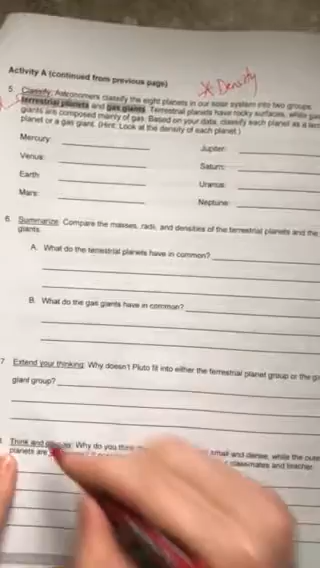 * Density
Activity A (continued from previous page)
5. Classify: Astronomers classify the eight planets in our solar system into two groups:
terrestrial planets and gas giants. Terrestrial planets have rocky surfaces, while gas
giants are composed mainly of gas. Based on your data, classify each planet as a
planet or a gas giant. (Hint: Look at the density of each planet.)
Mercury: Jupiter:
Venus: Saturn:
Earth: Uranus:
Mars: Neptune:
6. Summarize: Compare the masses, radii, and densities of the terrestrial planets and the
giants.
A. What do the terrestrial planets have in common?
B. What do the gas giants have in common?
7. Extend your thinking: Why doesn't Pluto fit into either the terrestrial planet group or the
giant group?
Think and discuss: Why do you think small and dense, while the
planets are classmates and teacher.